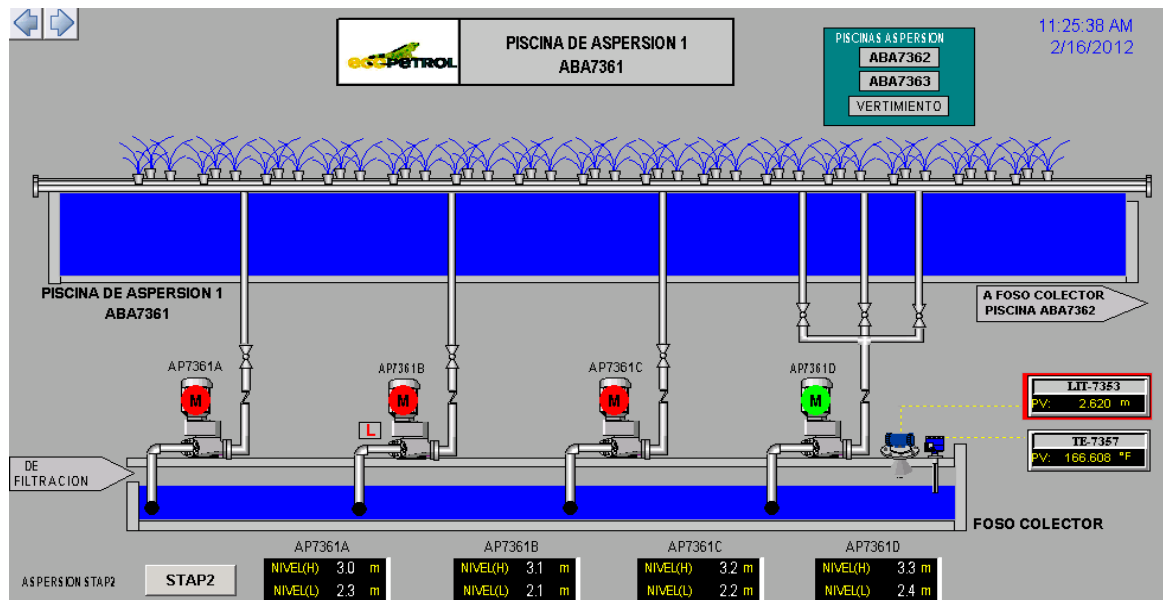 11:25:38 AM
2/16/2012
ecoPETROL
PISCINA DE ASPERSION 1
ABA7361
PISCINAS ASPERSION
ABA7362
ABA7363
VERTIMIENTO
PISCINA DE ASPERSION 1
ABA7361
A FOSO COLECTOR
PISCINA ABA7362
AP7361A
AP7361B
AP7361C
AP7361D
M
M
M
M
L
LIT-7353
PV: 2.620 m
TE-7357
PV: 166.608 °F
DE
FILTRACION
FOSO COLECTOR
AP7361A
NIVEL(H) 3.0 m
NIVEL(L) 2.3 m
AP7361B
NIVEL(H) 3.1 m
NIVEL(L) 2.1 m
AP7361C
NIVEL(H) 3.2 m
NIVEL(L) 2.2 m
AP7361D
NIVEL(H) 3.3 m
NIVEL(L) 2.4 m
ASPERSION STAP2
STAP2